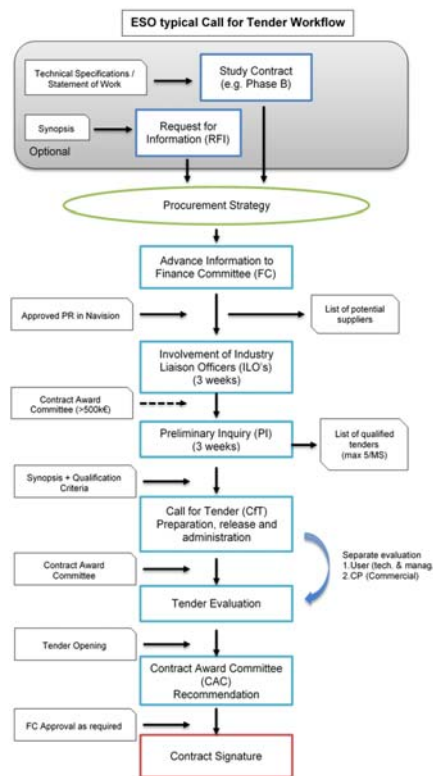 ESO typical Call for Tender Workflow
Technical Specifications /
Statement of Work
Study Contract
(e.g. Phase B)
Synopsis
Request for
Information (RFI)
Optional
Procurement Strategy
Advance Information to
Finance Committee (FC)
Approved PR in Navision
List of potential
suppliers
Involvement of Industry
Liaison Officers (ILO's)
(3 weeks)
Contract Award
Committee (>500k€)
Preliminary Inquiry (PI)
(3 weeks)
List of qualified
tenders
(max 5/MS)
Synopsis + Qualification
Criteria
Call for Tender (CfT)
Preparation, release and
administration
Separate evaluation
1.User (tech. & manag.
2.CP (Commercial)
Contract Award
Committee
Tender Evaluation
Tender Opening
Contract Award Committee
(CAC)
Recommendation
FC Approval as required
Contract Signature